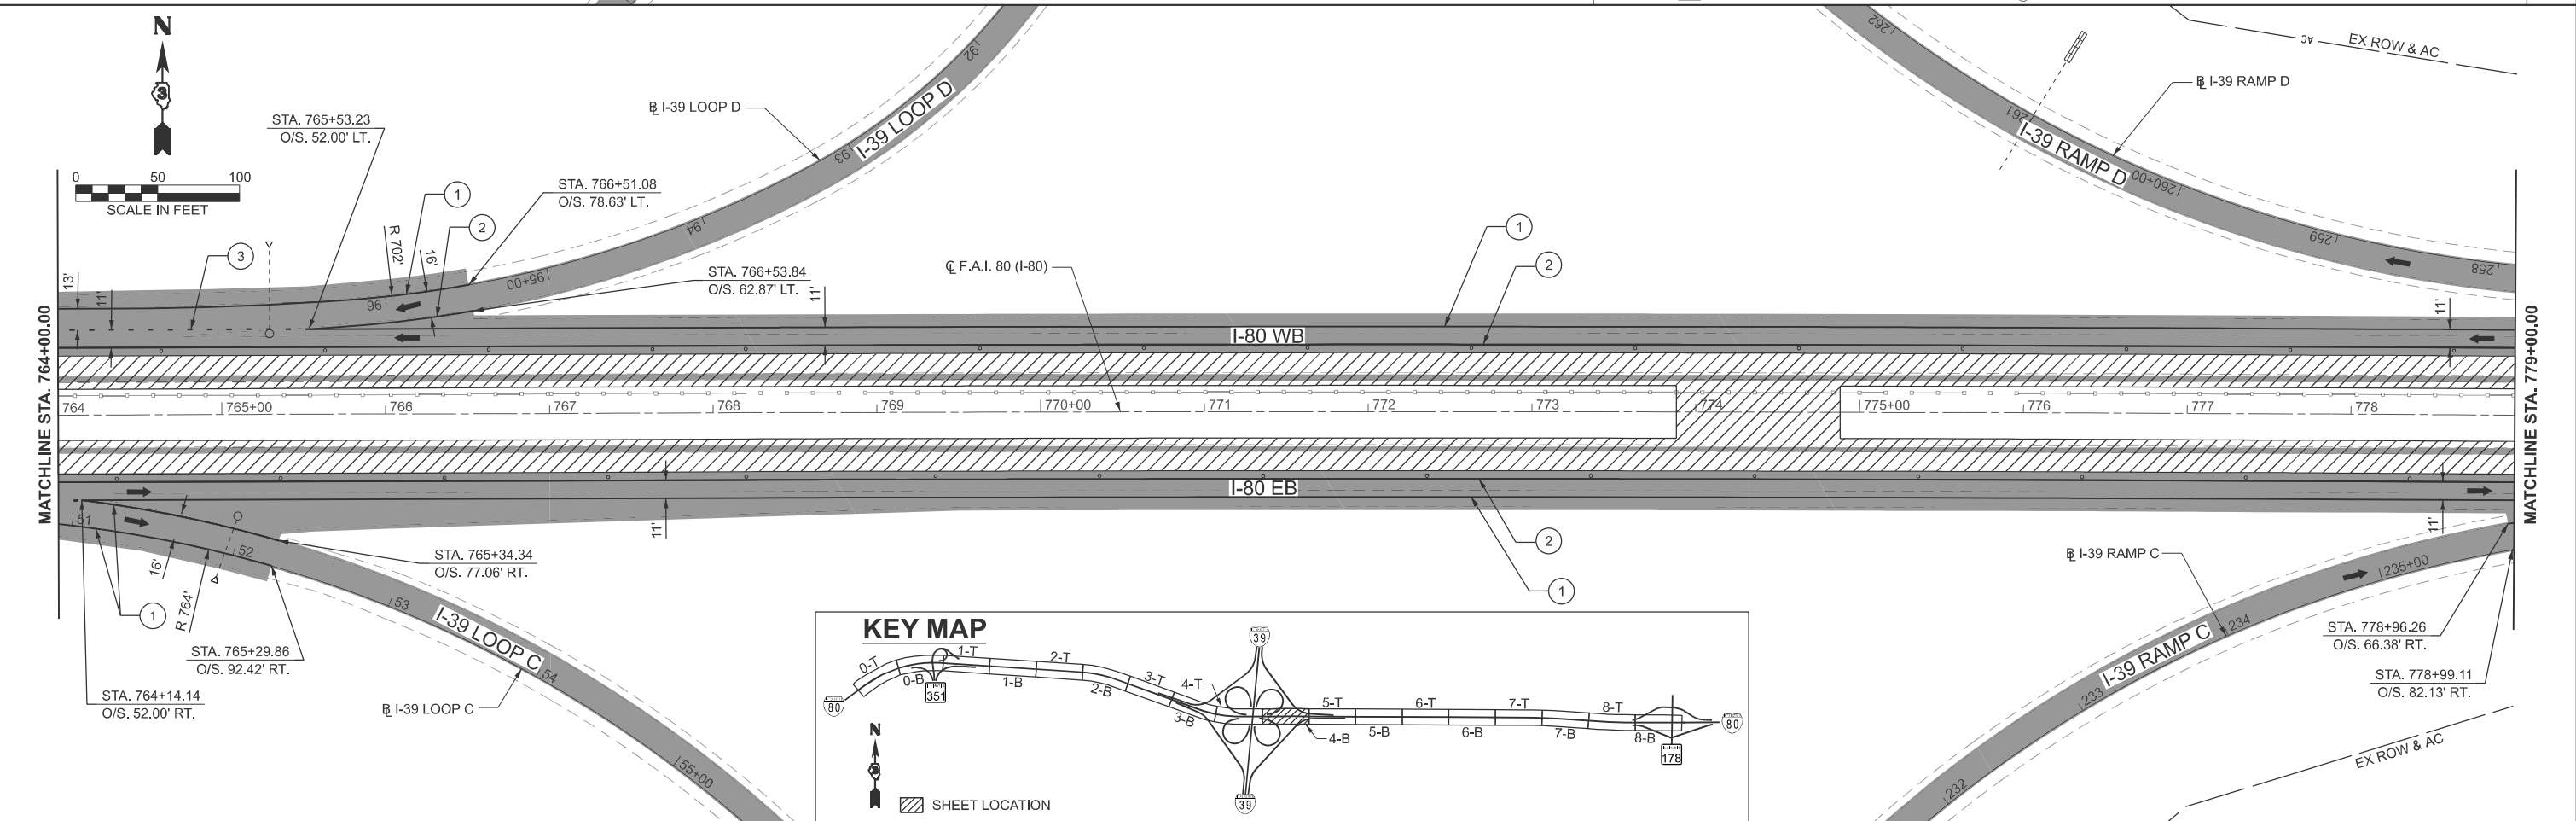 N
3
0 50 100
SCALE IN FEET
STA. 765+53.23
O/S. 52.00' LT.
1
2
3
R 702'
16'
13'
11'
STA. 766+51.08
O/S. 78.63' LT.
STA. 766+53.84
O/S. 62.87' LT.
11'
96
95+00
94
93
92
℄ I-39 LOOP D
I-39 LOOP D
℄ F.A.I. 80 (I-80)
1
2
262
261
260+00
259
258
I-39 RAMP D
℄ I-39 RAMP D
AC
EX ROW & AC
11'
I-80 WB
MATCHLINE STA. 764+00.00
MATCHLINE STA. 779+00.00
764 765+00 766 767 768 769 770+00 771 772 773 774 775+00 776 777 778
I-80 EB
11'
11'
2
1
51
52
53
54
55+00
16'
R 764'
1
STA. 765+34.34
O/S. 77.06' RT.
STA. 765+29.86
O/S. 92.42' RT.
STA. 764+14.14
O/S. 52.00' RT.
I-39 LOOP C
℄ I-39 LOOP C
℄ I-39 RAMP C
I-39 RAMP C
232
233
234
235+00
STA. 778+96.26
O/S. 66.38' RT.
STA. 778+99.11
O/S. 82.13' RT.
EX ROW & AC
KEY MAP
0-T
1-T
2-T
3-T
4-T
5-T
6-T
7-T
8-T
0-B
1-B
2-B
3-B
4-B
5-B
6-B
7-B
8-B
80
351
39
39
80
178
N
SHEET LOCATION